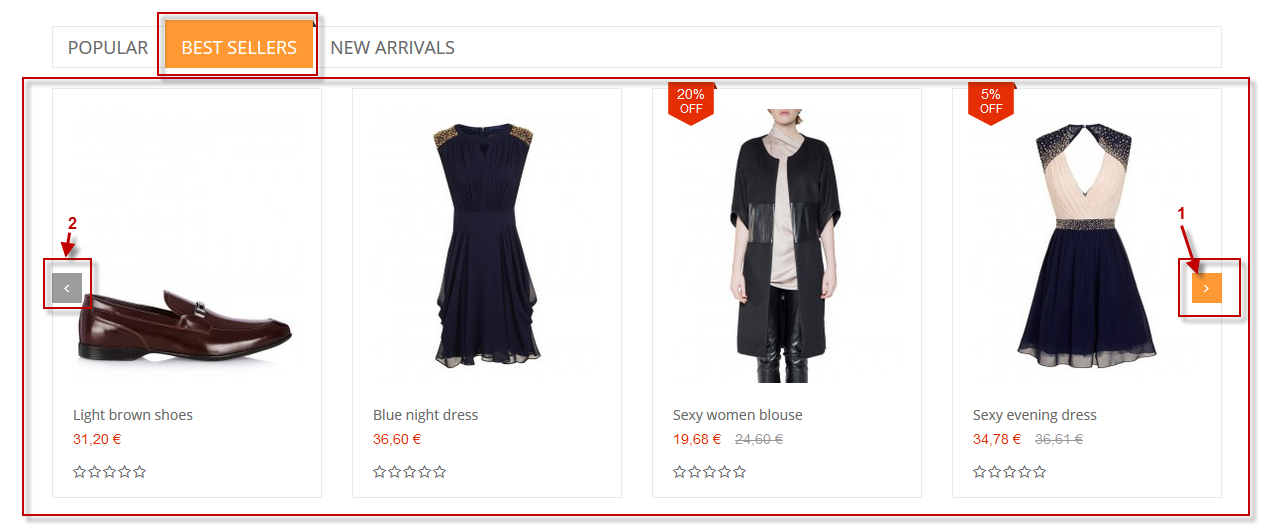 POPULAR BEST SELLERS NEW ARRIVALS
20%
OFF
5%
OFF
2
1
<
>
Light brown shoes
31,20 €
Blue night dress
36,60 €
Sexy women blouse
19,68 € 24,60 €
Sexy evening dress
34,78 € 36,61 €